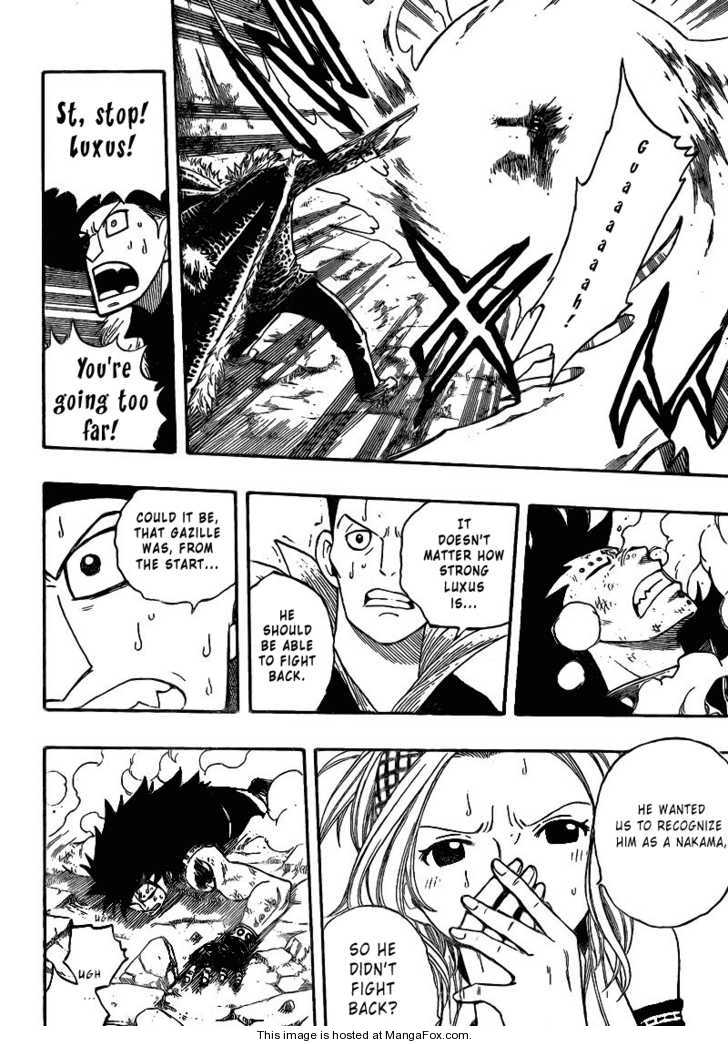 Guaaaaaaah!
St, stop!
Luxus!
You're
going too
far!
IT
DOESN'T
MATTER HOW
STRONG
LUXUS
IS...
HE
SHOULD
BE ABLE
TO FIGHT
BACK.
COULD IT BE,
THAT GAZILLE
WAS, FROM
THE START...
HE WANTED
US TO RECOGNIZE
HIM AS A NAKAMA,
SO HE
DIDN'T
FIGHT
BACK?
UGH
UGH
This image is hosted at MangaFox.com.